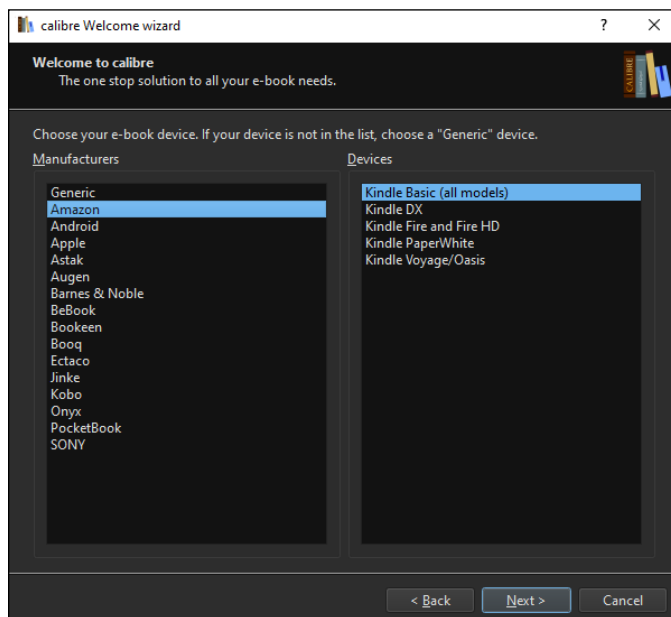 calibre Welcome wizard
?
Welcome to calibre
The one stop solution to all your e-book needs.
CALIBRE
Choose your e-book device. If your device is not in the list, choose a "Generic" device.
Manufacturers
Generic
Amazon
Android
Apple
Astak
Augen
Barnes & Noble
BeBook
Bookeen
Booq
Ectaco
Jinke
Kobo
Onyx
PocketBook
SONY
Devices
Kindle Basic (all models)
Kindle DX
Kindle Fire and Fire HD
Kindle PaperWhite
Kindle Voyage/Oasis
< Back
Next >
Cancel